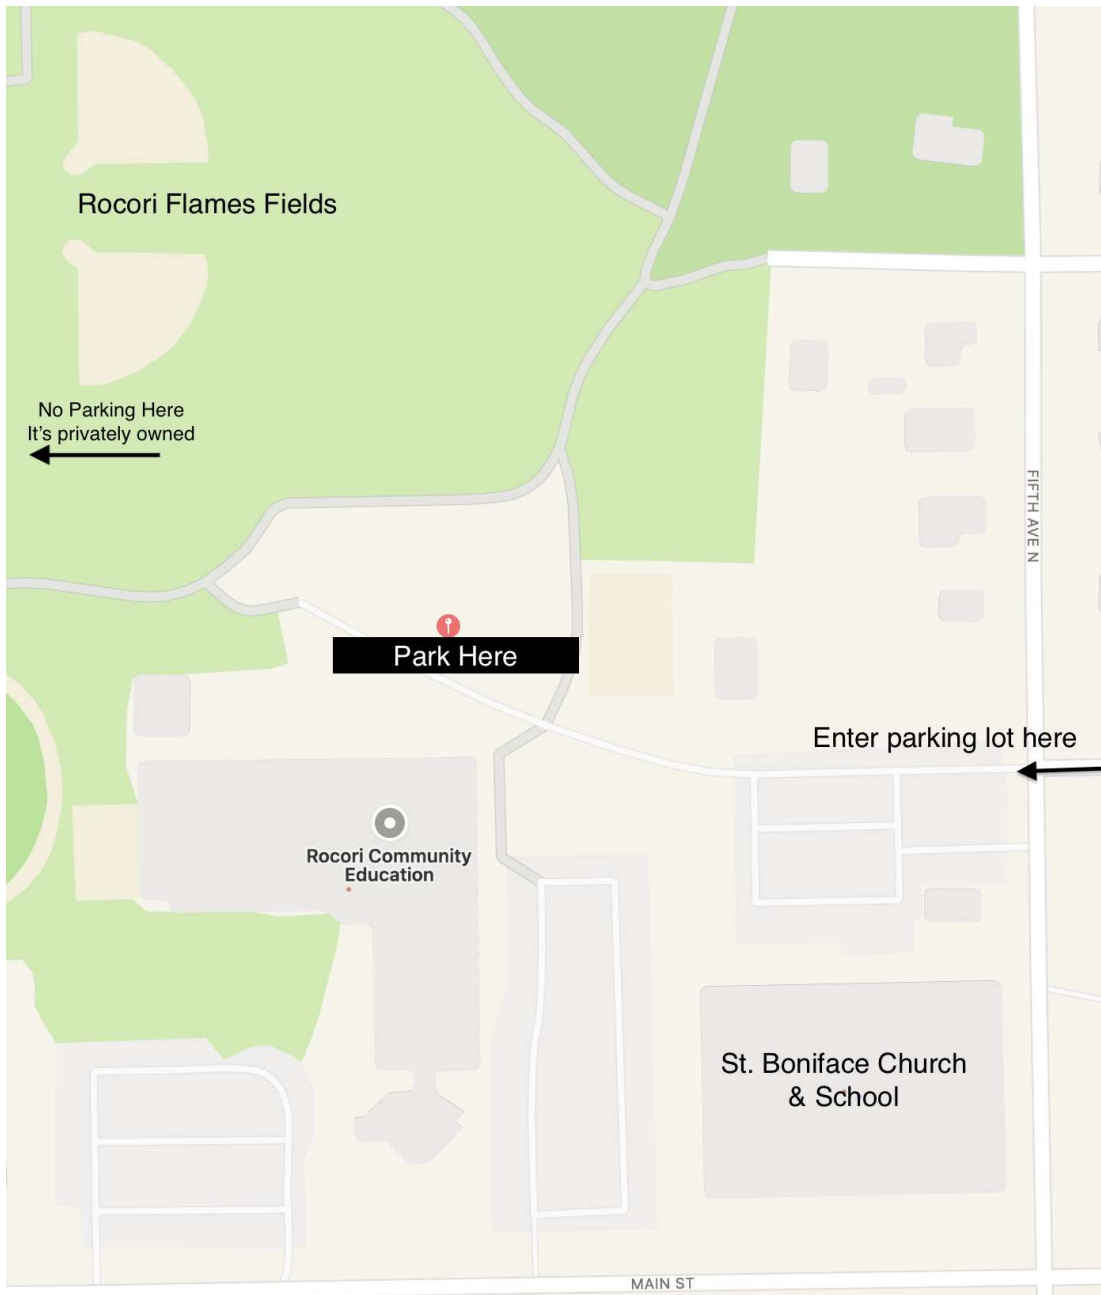 Rocori Flames Fields
No Parking Here
It's privately owned
FIFTH AVE N
Park Here
Enter parking lot here
Rocori Community
Education
St. Boniface Church
& School
MAIN ST